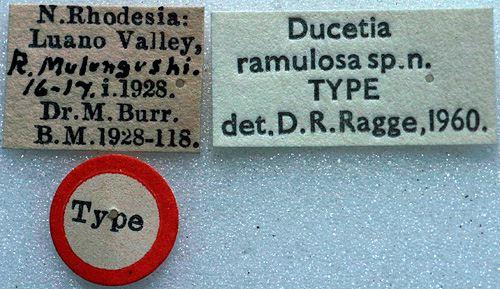 N.Rhodesia:
Luano Valley,
R. Mulungushi.
16-17.i.1928.
Dr.M.Burr.
B.M.1928-118.
Ducetia
ramulosa sp.n.
TYPE
det.D.R.Ragge,1960.
Type